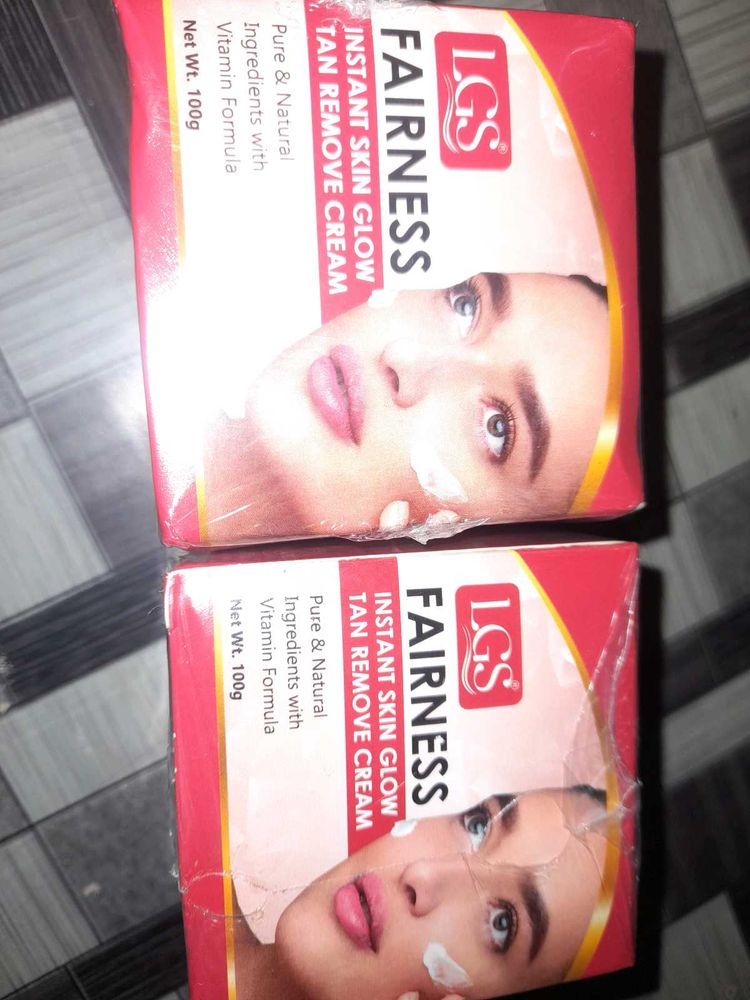 LGS®
FAIRNESS
INSTANT SKIN GLOW
TAN REMOVE CREAM
Pure & Natural
Ingredients with
Vitamin Formula
Net Wt. 100g
LGS®
FAIRNESS
INSTANT SKIN GLOW
TAN REMOVE CREAM
Pure & Natural
Ingredients with
Vitamin Formula
Net Wt. 100g